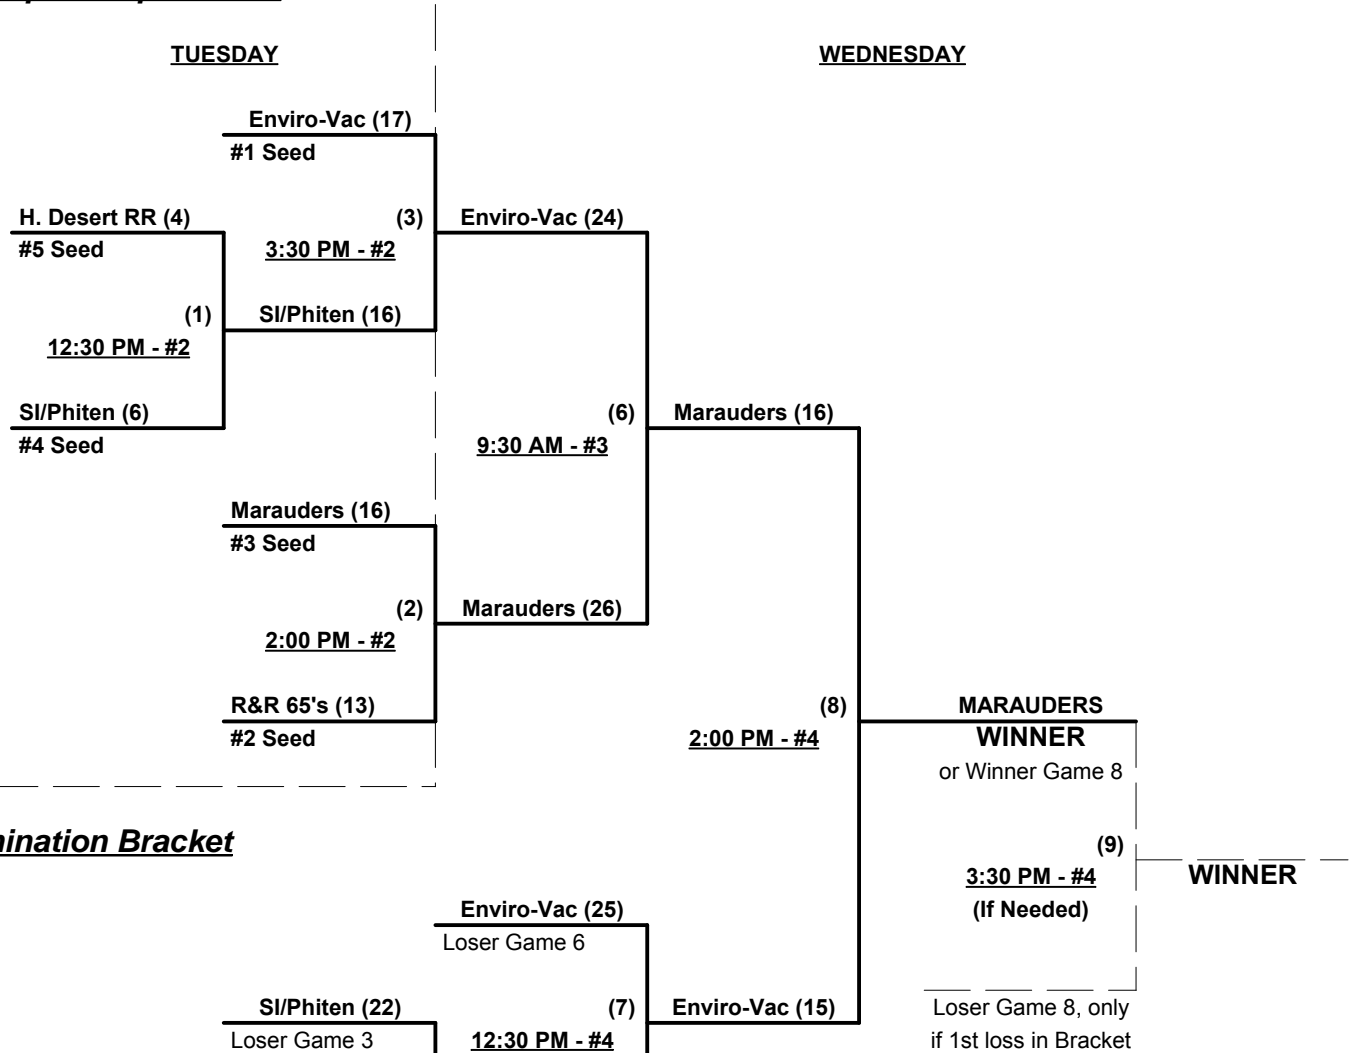 TUESDAY
WEDNESDAY
Enviro-Vac (17)
#1 Seed
H. Desert RR (4)
(3)
Enviro-Vac (24)
#5 Seed
3:30 PM - #2
(1)
SI/Phiten (16)
12:30 PM - #2
SI/Phiten (6)
(6)
Marauders (16)
#4 Seed
9:30 AM - #3
Marauders (16)
#3 Seed
(2)
Marauders (26)
2:00 PM - #2
R&R 65's (13)
(8)
MARAUDERS
#2 Seed
2:00 PM - #4
WINNER
or Winner Game 8
mination Bracket
(9)
3:30 PM - #4
WINNER
(If Needed)
Enviro-Vac (25)
Loser Game 6
SI/Phiten (22)
(7)
Enviro-Vac (15)
Loser Game 8, only
Loser Game 3
12:30 PM - #4
if 1st loss in Bracket